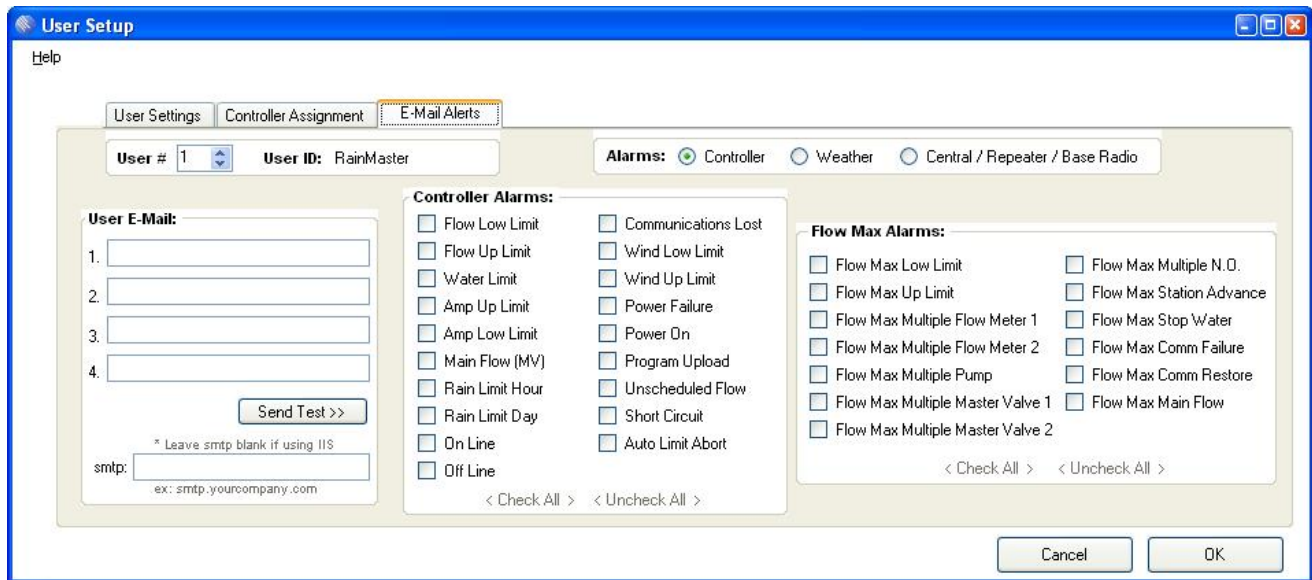 User Setup
Help
User Settings Controller Assignment E-Mail Alerts
User # 1 User ID: RainMaster
Alarms: Controller Weather Central / Repeater / Base Radio
User E-Mail:
1.
2.
3.
4.
Send Test >>
* Leave smtp blank if using IIS
smtp:
ex: smtp.yourcompany.com
Controller Alarms:
Flow Low Limit Communications Lost
Flow Up Limit Wind Low Limit
Water Limit Wind Up Limit
Amp Up Limit Power Failure
Amp Low Limit Power On
Main Flow (MV) Program Upload
Rain Limit Hour Unscheduled Flow
Rain Limit Day Short Circuit
On Line Auto Limit Abort
Off Line
< Check All > < Uncheck All >
Flow Max Alarms:
Flow Max Low Limit Flow Max Multiple N.O.
Flow Max Up Limit Flow Max Station Advance
Flow Max Multiple Flow Meter 1 Flow Max Stop Water
Flow Max Multiple Flow Meter 2 Flow Max Comm Failure
Flow Max Multiple Pump Flow Max Comm Restore
Flow Max Multiple Master Valve 1 Flow Max Main Flow
Flow Max Multiple Master Valve 2
< Check All > < Uncheck All >
Cancel OK